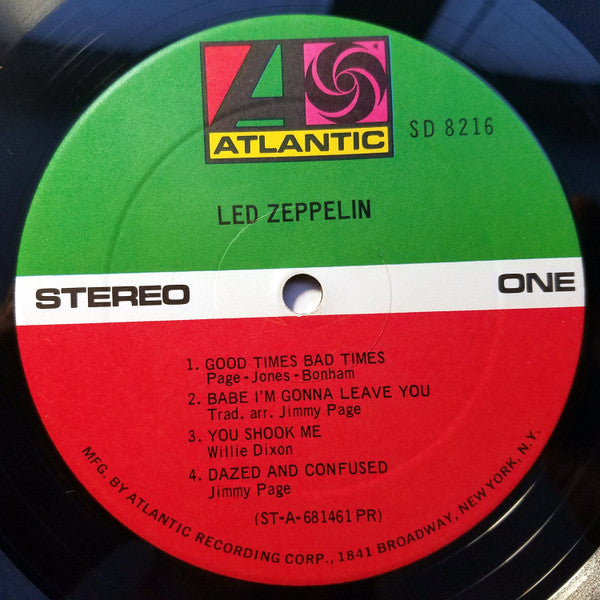 ATLANTIC
SD 8216
LED ZEPPELIN
STEREO
ONE
1. GOOD TIMES BAD TIMES
Page-Jones-Bonham
2. BABE I'M GONNA LEAVE YOU
Trad. arr. Jimmy Page
3. YOU SHOOK ME
Willie Dixon
4. DAZED AND CONFUSED
Jimmy Page
(ST-A-681461 PR)
MFG. BY ATLANTIC RECORDING CORP., 1841 BROADWAY, NEW YORK, N.Y.